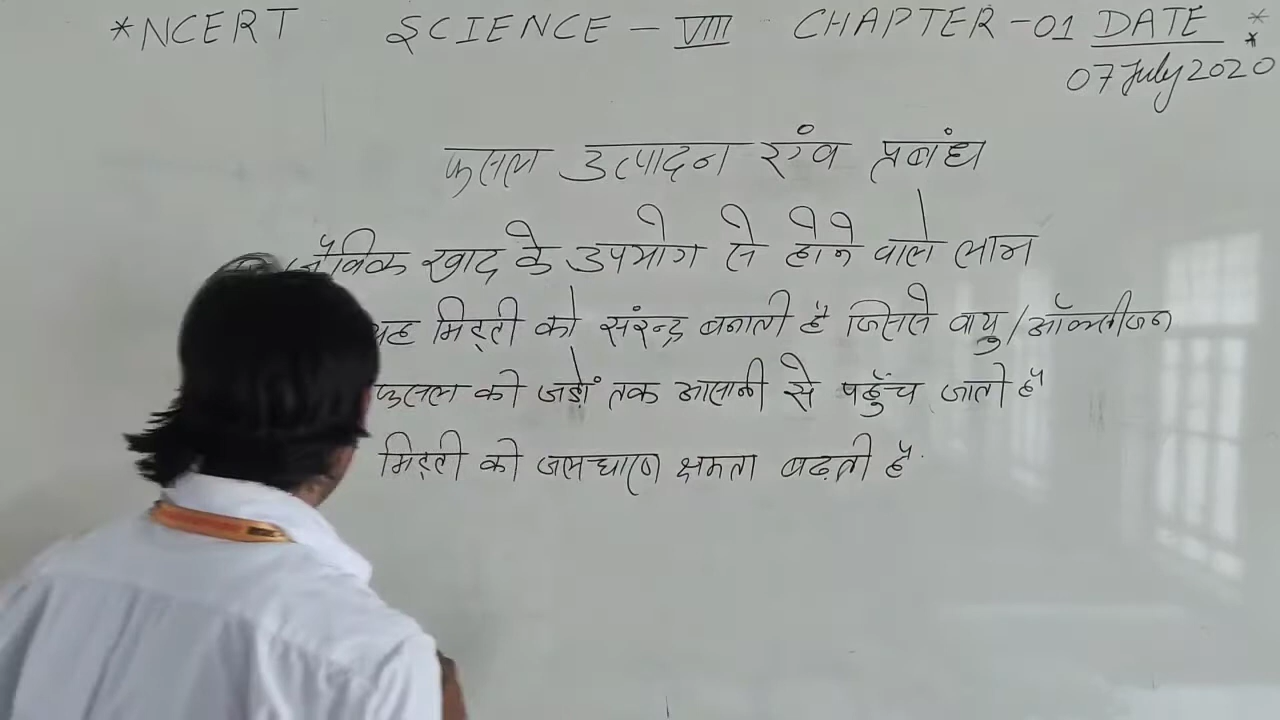 *NCERT SCIENCE - VIII CHAPTER -01 DATE **
07 July 2020
फसल उत्पादन एंव प्रबंध
जैविक खाद के उपयोग से होने वाले लाभ
यह मिट्टी को संरन्द्र बनाती है जिससे वायु/ऑक्सीजन
फसल की जड़ों तक आसानी से पहुँच जाती है
मिट्टी की जलधारण क्षमता बढ़ती है